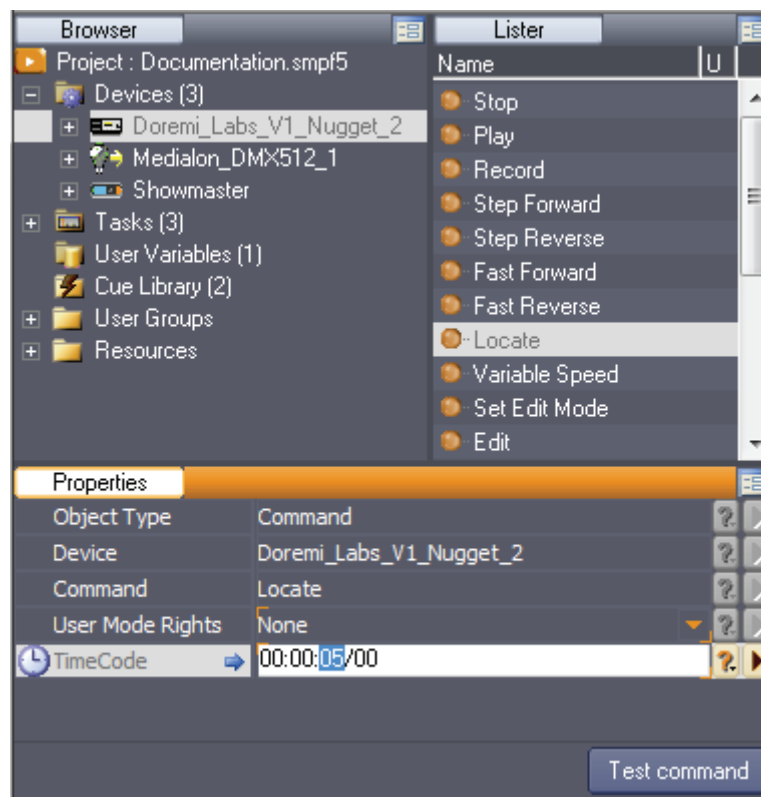 Browser
Project : Documentation.smpf5
Devices (3)
Doremi_Labs_V1_Nugget_2
Medialon_DMX512_1
Showmaster
Tasks (3)
User Variables (1)
Cue Library (2)
User Groups
Resources
Lister
Name U
Stop
Play
Record
Step Forward
Step Reverse
Fast Forward
Fast Reverse
Locate
Variable Speed
Set Edit Mode
Edit
Properties
Object Type Command
Device Doremi_Labs_V1_Nugget_2
Command Locate
User Mode Rights None
TimeCode 00:00:05/00
Test command